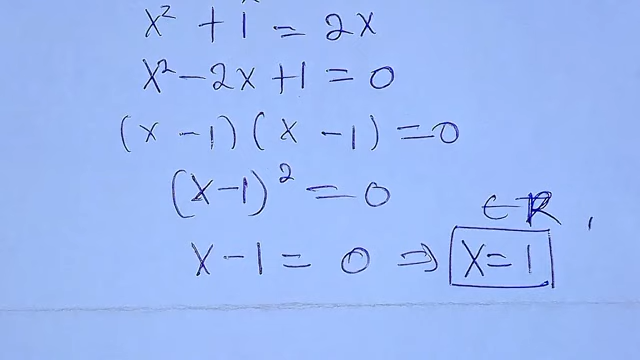 x² + 1 = 2x
x² - 2x + 1 = 0
(x - 1)(x - 1) = 0
(x - 1)² = 0
∈ ℝ
x - 1 = 0 ⇒ x = 1